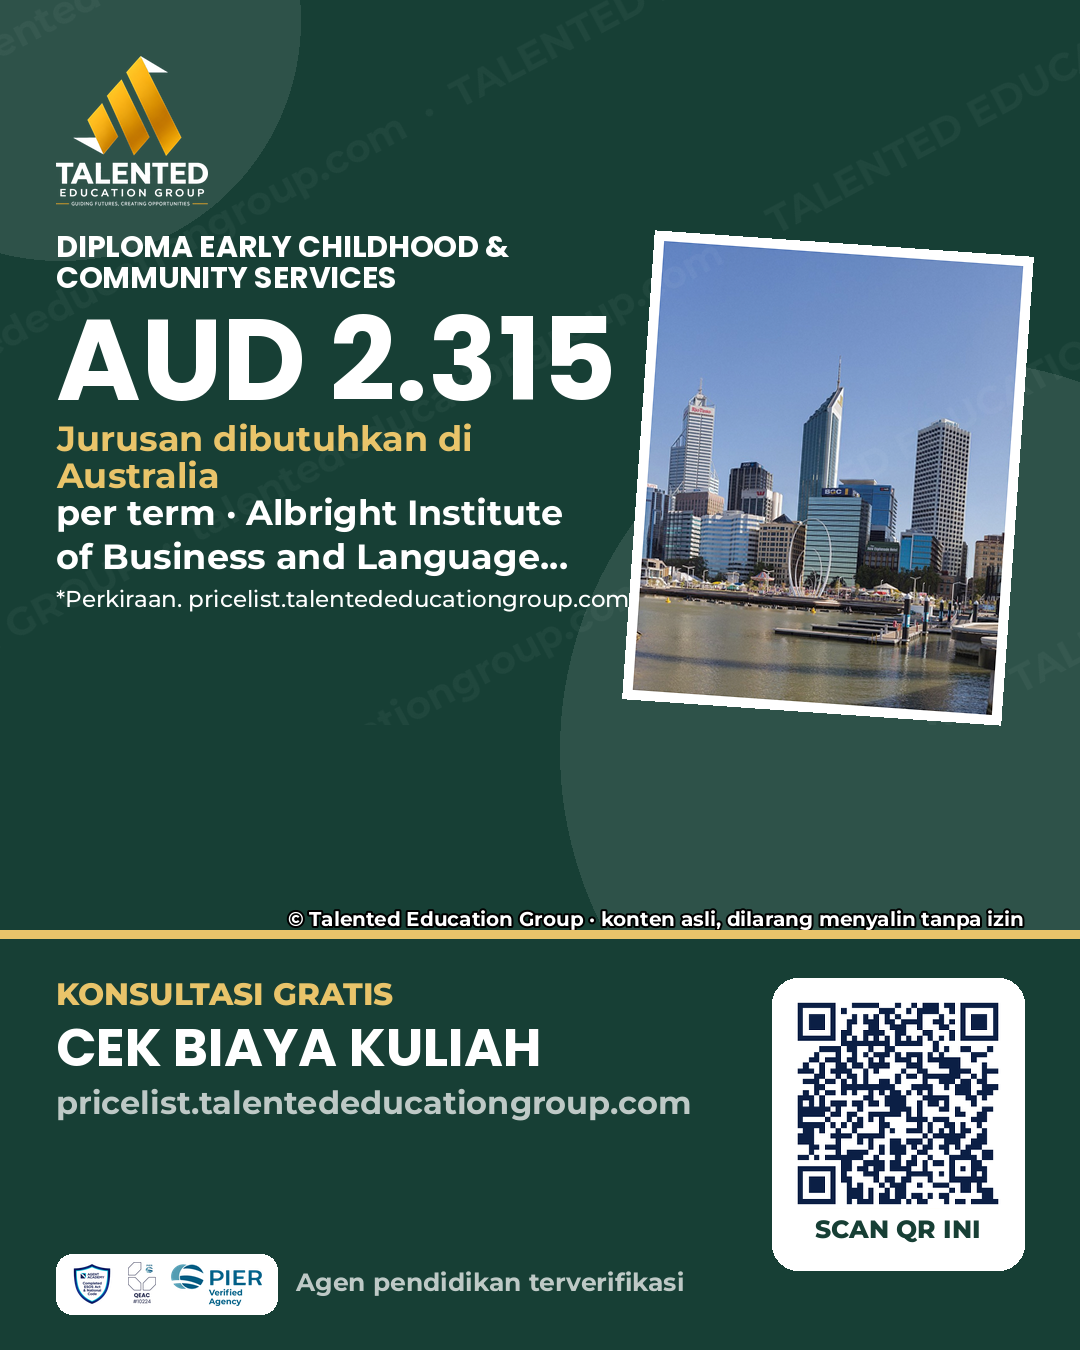 TALENTED
EDUCATION GROUP
GUIDING FUTURES, CREATING OPPORTUNITIES
DIPLOMA EARLY CHILDHOOD &
COMMUNITY SERVICES
AUD 2.315
Jurusan dibutuhkan di
Australia
per term · Albright Institute
of Business and Language...
*Perkiraan. pricelist.talentededucationgroup.com
BGC
© Talented Education Group · konten asli, dilarang menyalin tanpa izin
KONSULTASI GRATIS
CEK BIAYA KULIAH
pricelist.talentededucationgroup.com
SCAN QR INI
QEAC
#10224
PIER
Verified
Agency
Agen pendidikan terverifikasi